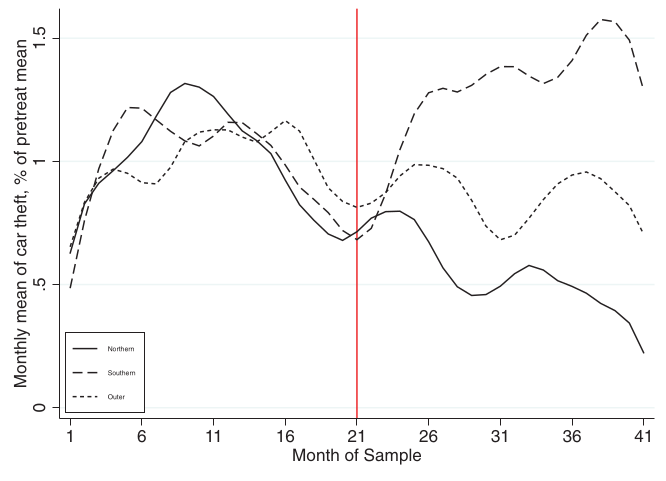 Monthly mean of car theft, % of pretreat mean
1.5
1
.5
0
Northern
Southern
Outer
1 6 11 16 21 26 31 36 41
Month of Sample